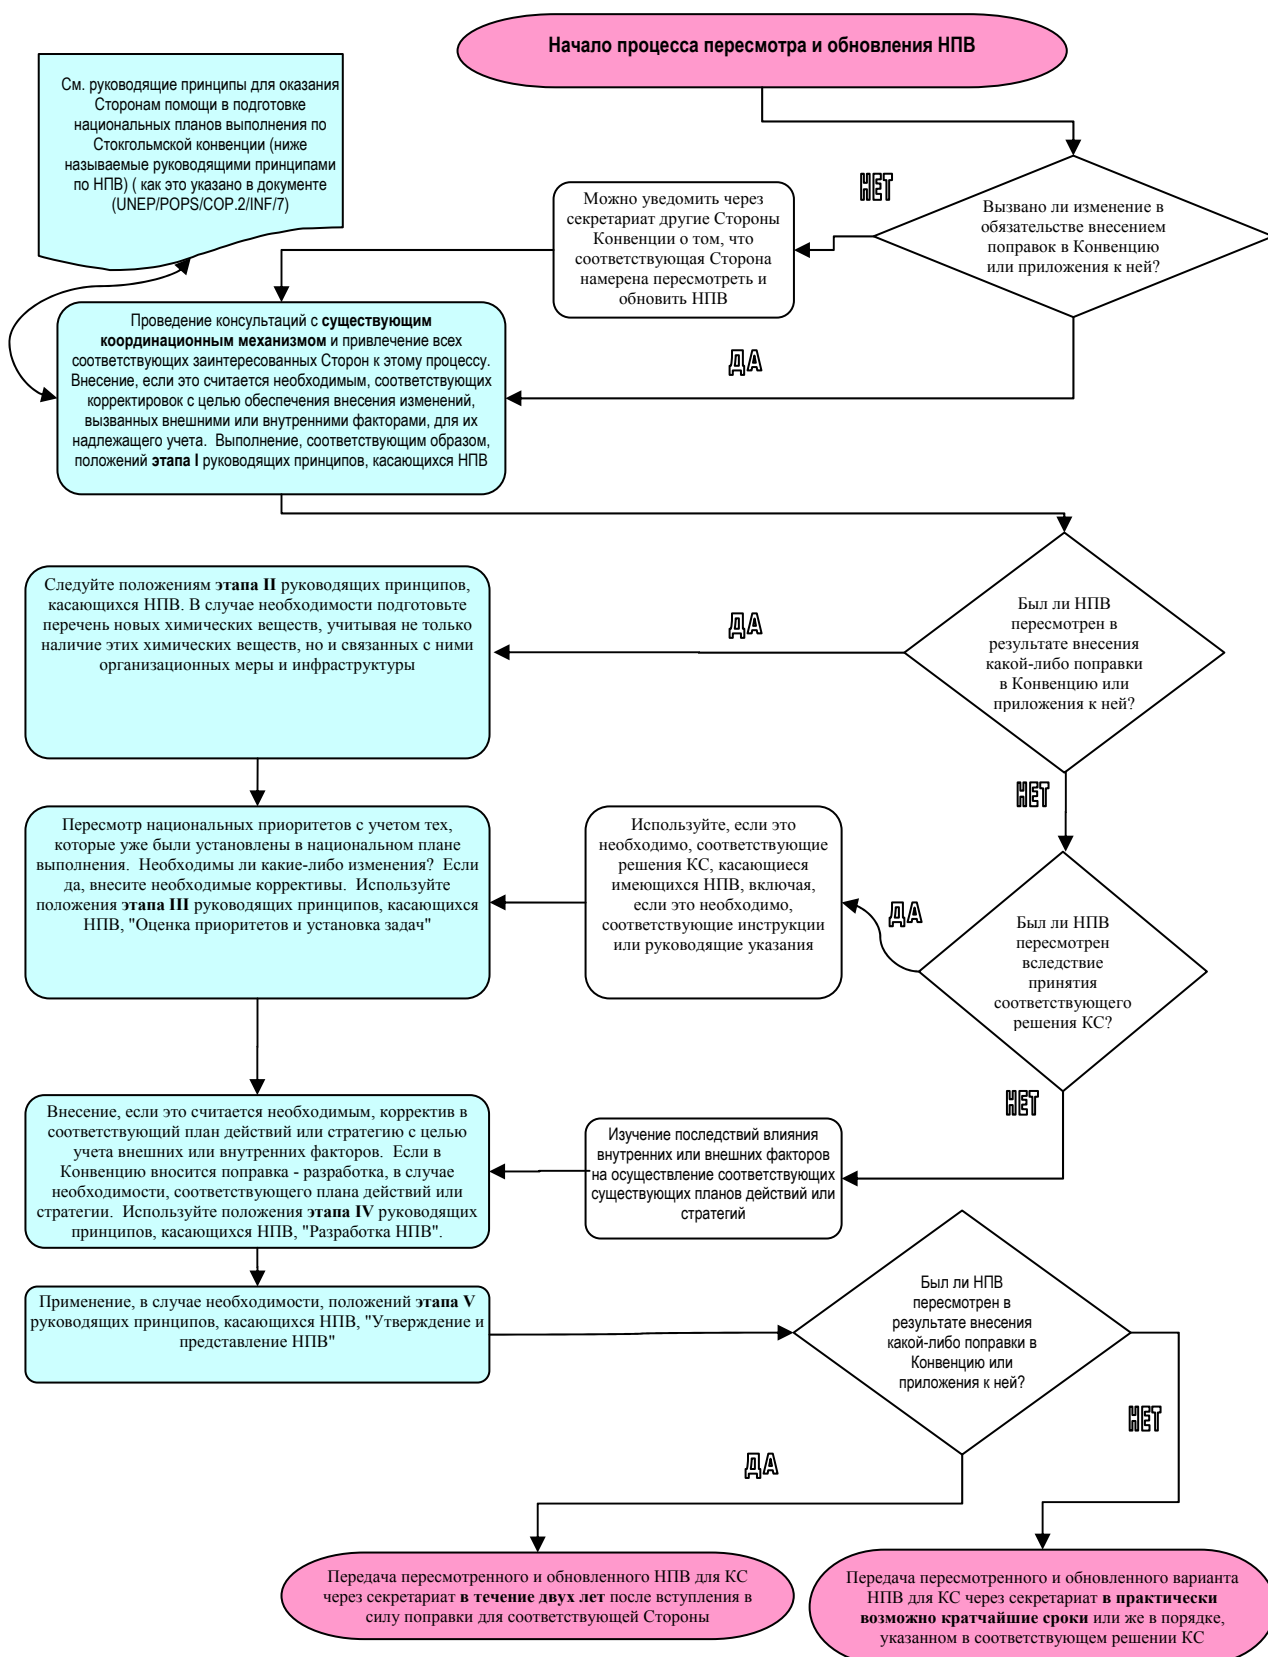 Начало процесса пересмотра и обновления НПВ
См. руководящие принципы для оказания
Сторонам помощи в подготовке
национальных планов выполнения по
Стокгольмской конвенции (ниже
называемые руководящими принципами
по НПВ) ( как это указано в документе
(UNEP/POPS/COP.2/INF/7)
Можно уведомить через
секретариат другие Стороны
Конвенции о том, что
соответствующая Сторона
намерена пересмотреть и
обновить НПВ
НЕТ
Вызвано ли изменение в
обязательстве внесением
поправок в Конвенцию
или приложения к ней?
ДА
Проведение консультаций с существующим
координационным механизмом и привлечение всех
соответствующих заинтересованных Сторон к этому процессу.
Внесение, если это считается необходимым, соответствующих
корректировок с целью обеспечения внесения изменений,
вызванных внешними или внутренними факторами, для их
надлежащего учета.  Выполнение, соответствующим образом,
положений этапа I руководящих принципов, касающихся НПВ
Следуйте положениям этапа II руководящих принципов,
касающихся НПВ. В случае необходимости подготовьте
перечень новых химических веществ, учитывая не только
наличие этих химических веществ, но и связанных с ними
организационных меры и инфраструктуры
ДА
Был ли НПВ
пересмотрен в
результате внесения
какой-либо поправки
в Конвенцию или
приложения к ней?
НЕТ
Пересмотр национальных приоритетов с учетом тех,
которые уже были установлены в национальном плане
выполнения.  Необходимы ли какие-либо изменения?  Если
да, внесите необходимые коррективы.  Используйте
положения этапа III руководящих принципов, касающихся
НПВ, "Оценка приоритетов и установка задач"
Используйте, если это
необходимо, соответствующие
решения КС, касающиеся
имеющихся НПВ, включая,
если это необходимо,
соответствующие инструкции
или руководящие указания
ДА
Был ли НПВ
пересмотрен
вследствие
принятия
соответствующего
решения КС?
НЕТ
Внесение, если это считается необходимым, корректив в
соответствующий план действий или стратегию с целью
учета внешних или внутренних факторов.  Если в
Конвенцию вносится поправка - разработка, в случае
необходимости, соответствующего плана действий или
стратегии.  Используйте положения этапа IV руководящих
принципов, касающихся НПВ, "Разработка НПВ".
Изучение последствий влияния
внутренних или внешних факторов
на осуществление соответствующих
существующих планов действий или
стратегий
Применение, в случае необходимости, положений этапа V
руководящих принципов, касающихся НПВ, "Утверждение и
представление НПВ"
Был ли НПВ
пересмотрен в
результате внесения
какой-либо поправки в
Конвенцию или
приложения к ней?
НЕТ
ДА
Передача пересмотренного и обновленного НПВ для КС
через секретариат в течение двух лет после вступления в
силу поправки для соответствующей Стороны
Передача пересмотренного и обновленного варианта
НПВ для КС через секретариат в практически
возможно кратчайшие сроки или же в порядке,
указанном в соответствующем решении КС